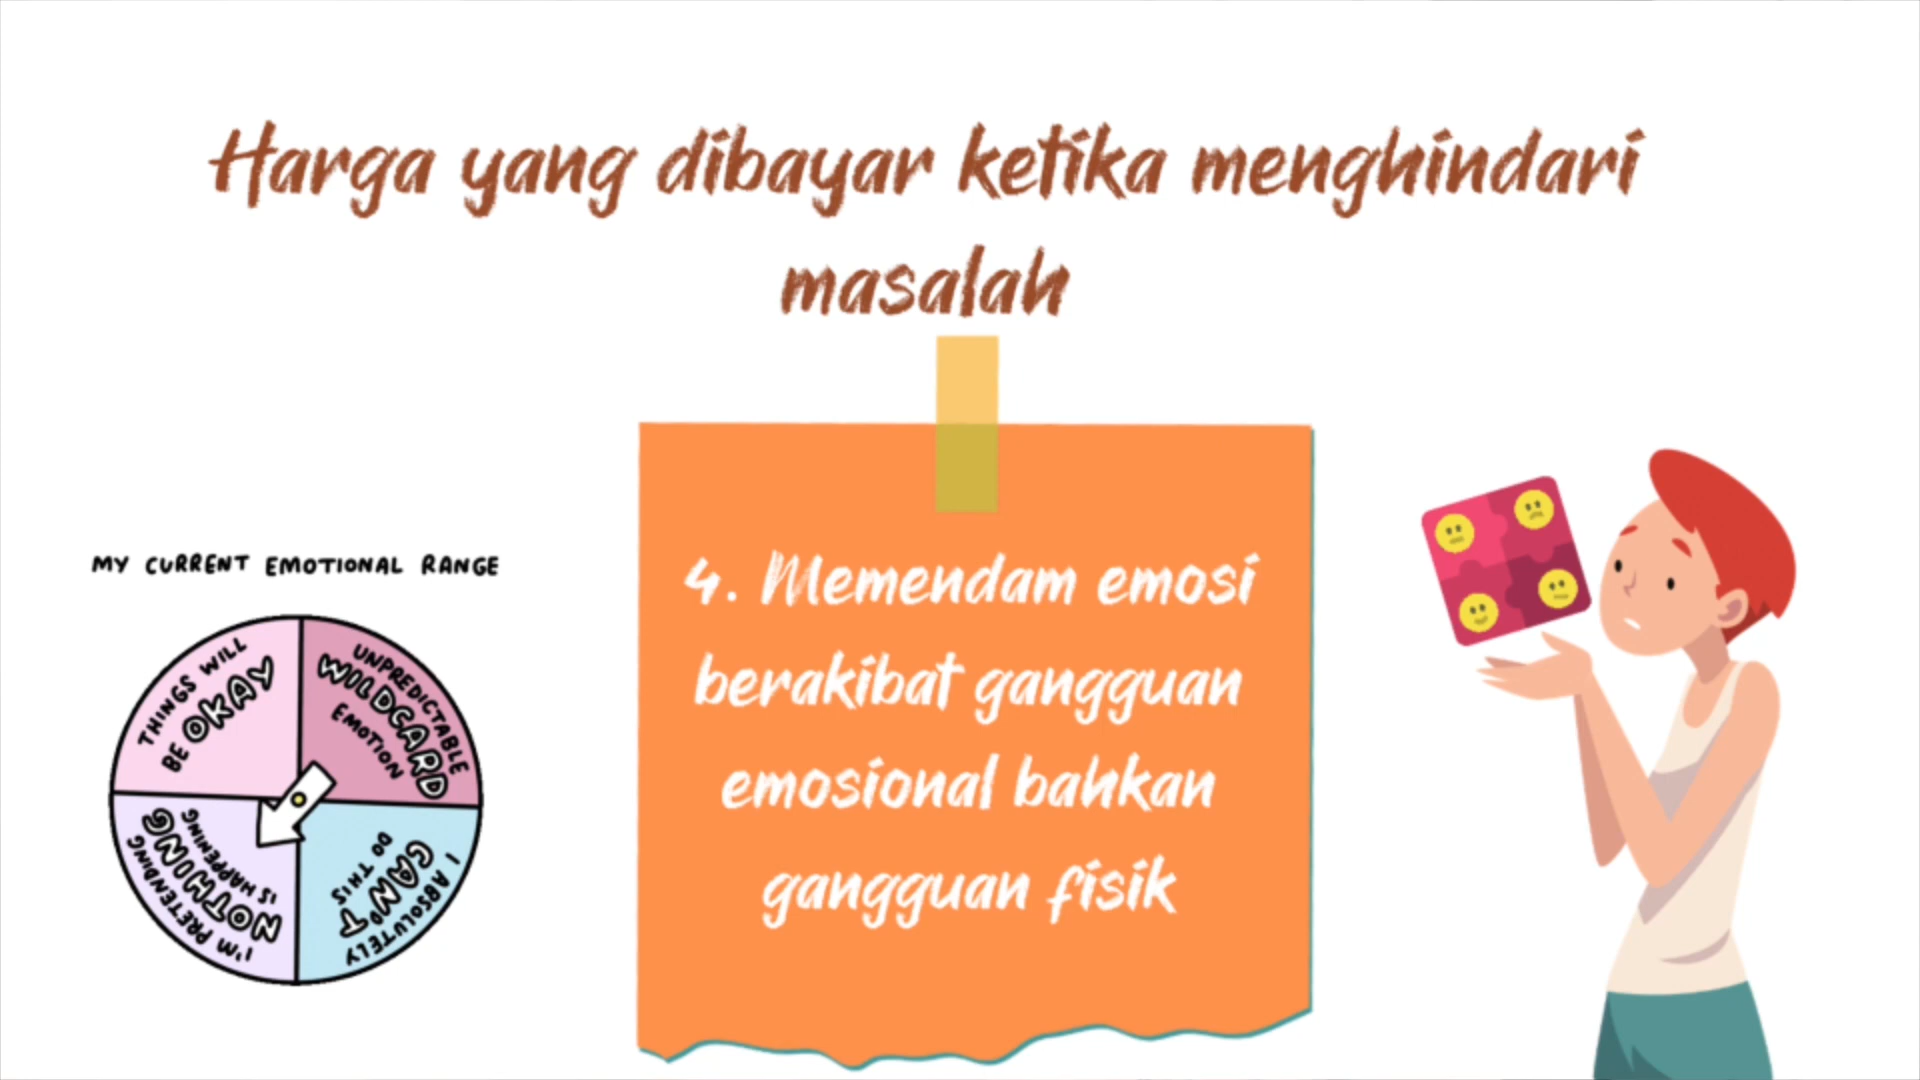 Harga yang dibayar ketika menghindari
masalah
MY CURRENT EMOTIONAL RANGE
THINGS WILL
BE OKAY
UNPREDICTABLE
WILDCARD
EMOTION
I'M PRETENDING
NOTHING
IS HAPPENING
I ABSOLUTELY
CAN'T
DO THIS
4. Memendam emosi
berakibat gangguan
emosional bahkan
gangguan fisik